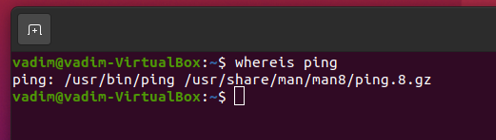 vadim@vadim-VirtualBox:~$ whereis ping
ping: /usr/bin/ping /usr/share/man/man8/ping.8.gz
vadim@vadim-VirtualBox:~$